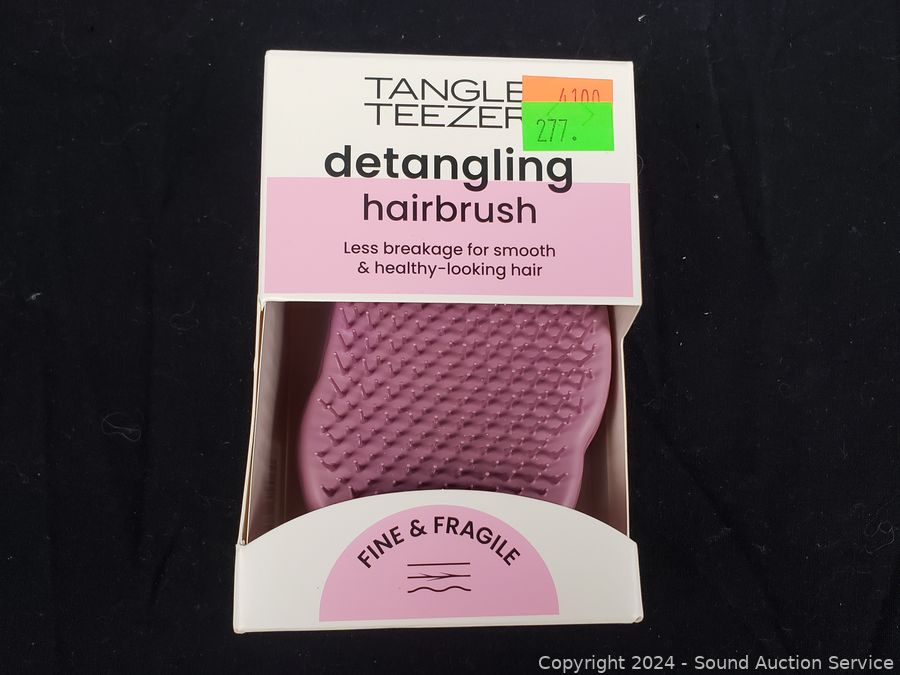 TANGLE
TEEZER
4100
277.
detangling
hairbrush
Less breakage for smooth
& healthy-looking hair
FINE & FRAGILE
Copyright 2024 - Sound Auction Service